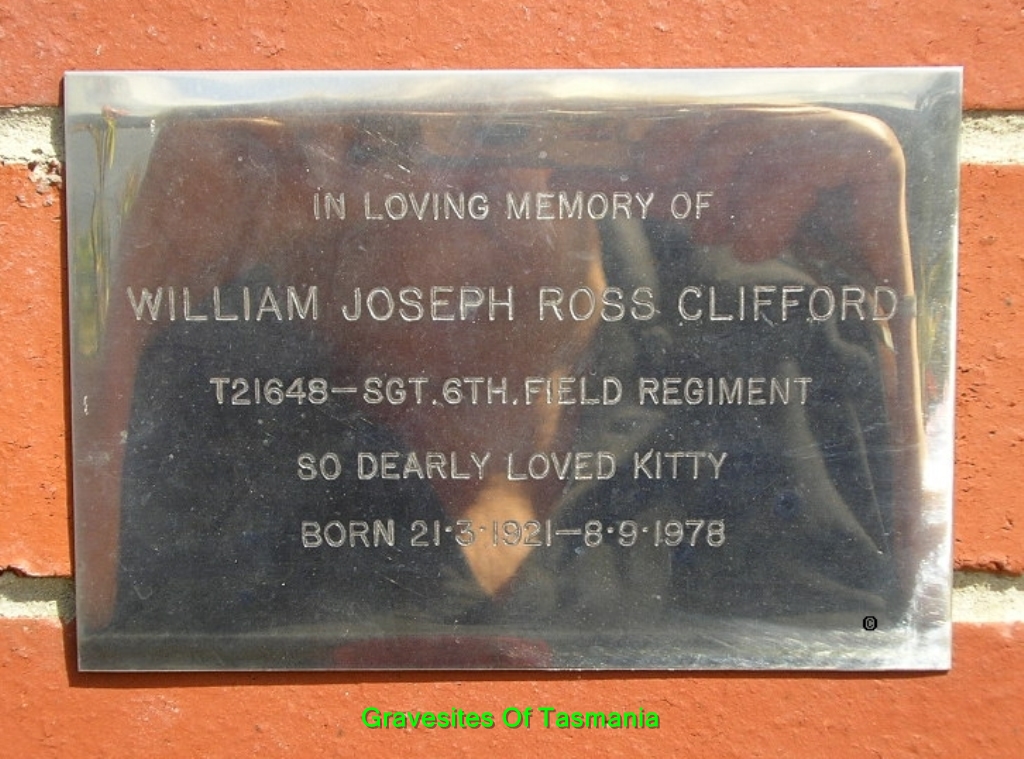 IN LOVING MEMORY OF
WILLIAM JOSEPH ROSS CLIFFORD
T21648—SGT. 6TH. FIELD REGIMENT
SO DEARLY LOVED KITTY
BORN 21·3·1921—8·9·1978
©
Gravesites Of Tasmania